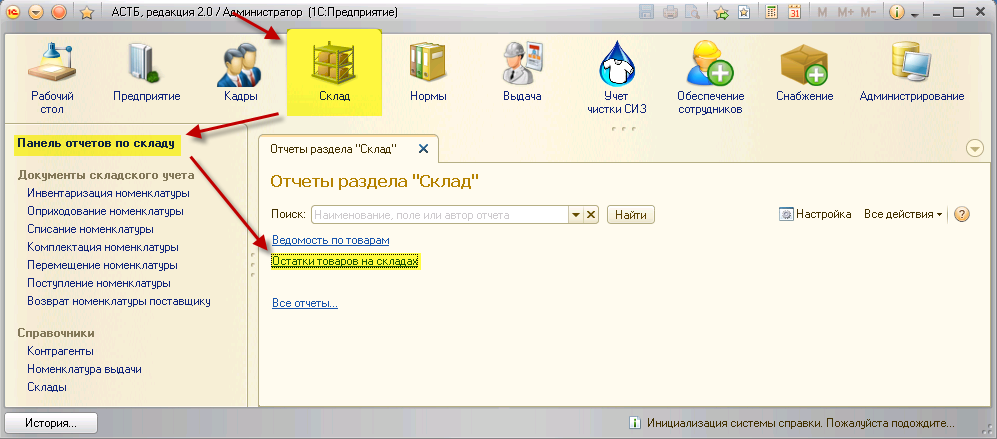 АСТБ, редакция 2.0 / Администратор (1С:Предприятие)
M M+ M-
Рабочий стол
Предприятие
Кадры
Склад
Нормы
Выдача
Учет чистки СИЗ
Обеспечение сотрудников
Снабжение
Администрирование
Панель отчетов по складу
Документы складского учета
Инвентаризация номенклатуры
Оприходование номенклатуры
Списание номенклатуры
Комплектация номенклатуры
Перемещение номенклатуры
Поступление номенклатуры
Возврат номенклатуры поставщику
Справочники
Контрагенты
Номенклатура выдачи
Склады
Отчеты раздела "Склад"
Отчеты раздела "Склад"
Поиск: Наименование, поле или автор отчета Найти Настройка Все действия
Ведомость по товарам
Остатки товаров на складах
Все отчеты...
История...
Инициализация системы справки. Пожалуйста подождите...